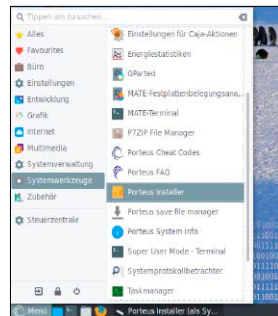 Tippen um zu suchen...
Alles
Favourites
Büro
Einstellungen
Entwicklung
Grafik
Internet
Multimedia
Systemverwaltung
Systemwerkzeuge
Zubehör
Steuerzentrale
Einstellungen für Caja-Aktionen
Energiestatistiken
GParted
MATE-Festplattenbelegungsana...
MATE-Terminal
P7ZIP File Manager
Porteus Cheat Codes
Porteus FAQ
Porteus Installer
Porteus save file manager
Porteus System Info
Super User Mode - Terminal
Systemprotokollbetrachter
Taskmanager
Menü
Porteus Installer (als Sy...